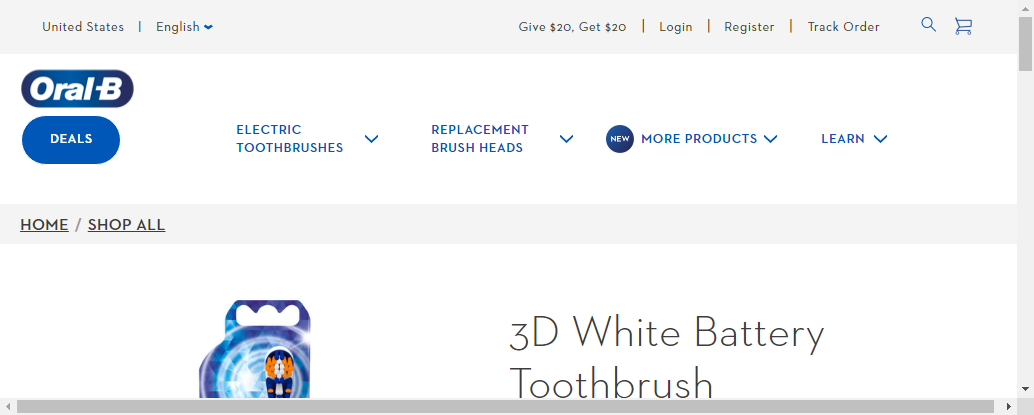 United States | English
Give $20, Get $20 | Login | Register | Track Order
Oral-B
DEALS
ELECTRIC
TOOTHBRUSHES
REPLACEMENT
BRUSH HEADS
NEW MORE PRODUCTS
LEARN
HOME / SHOP ALL
3D White Battery
Toothbrush